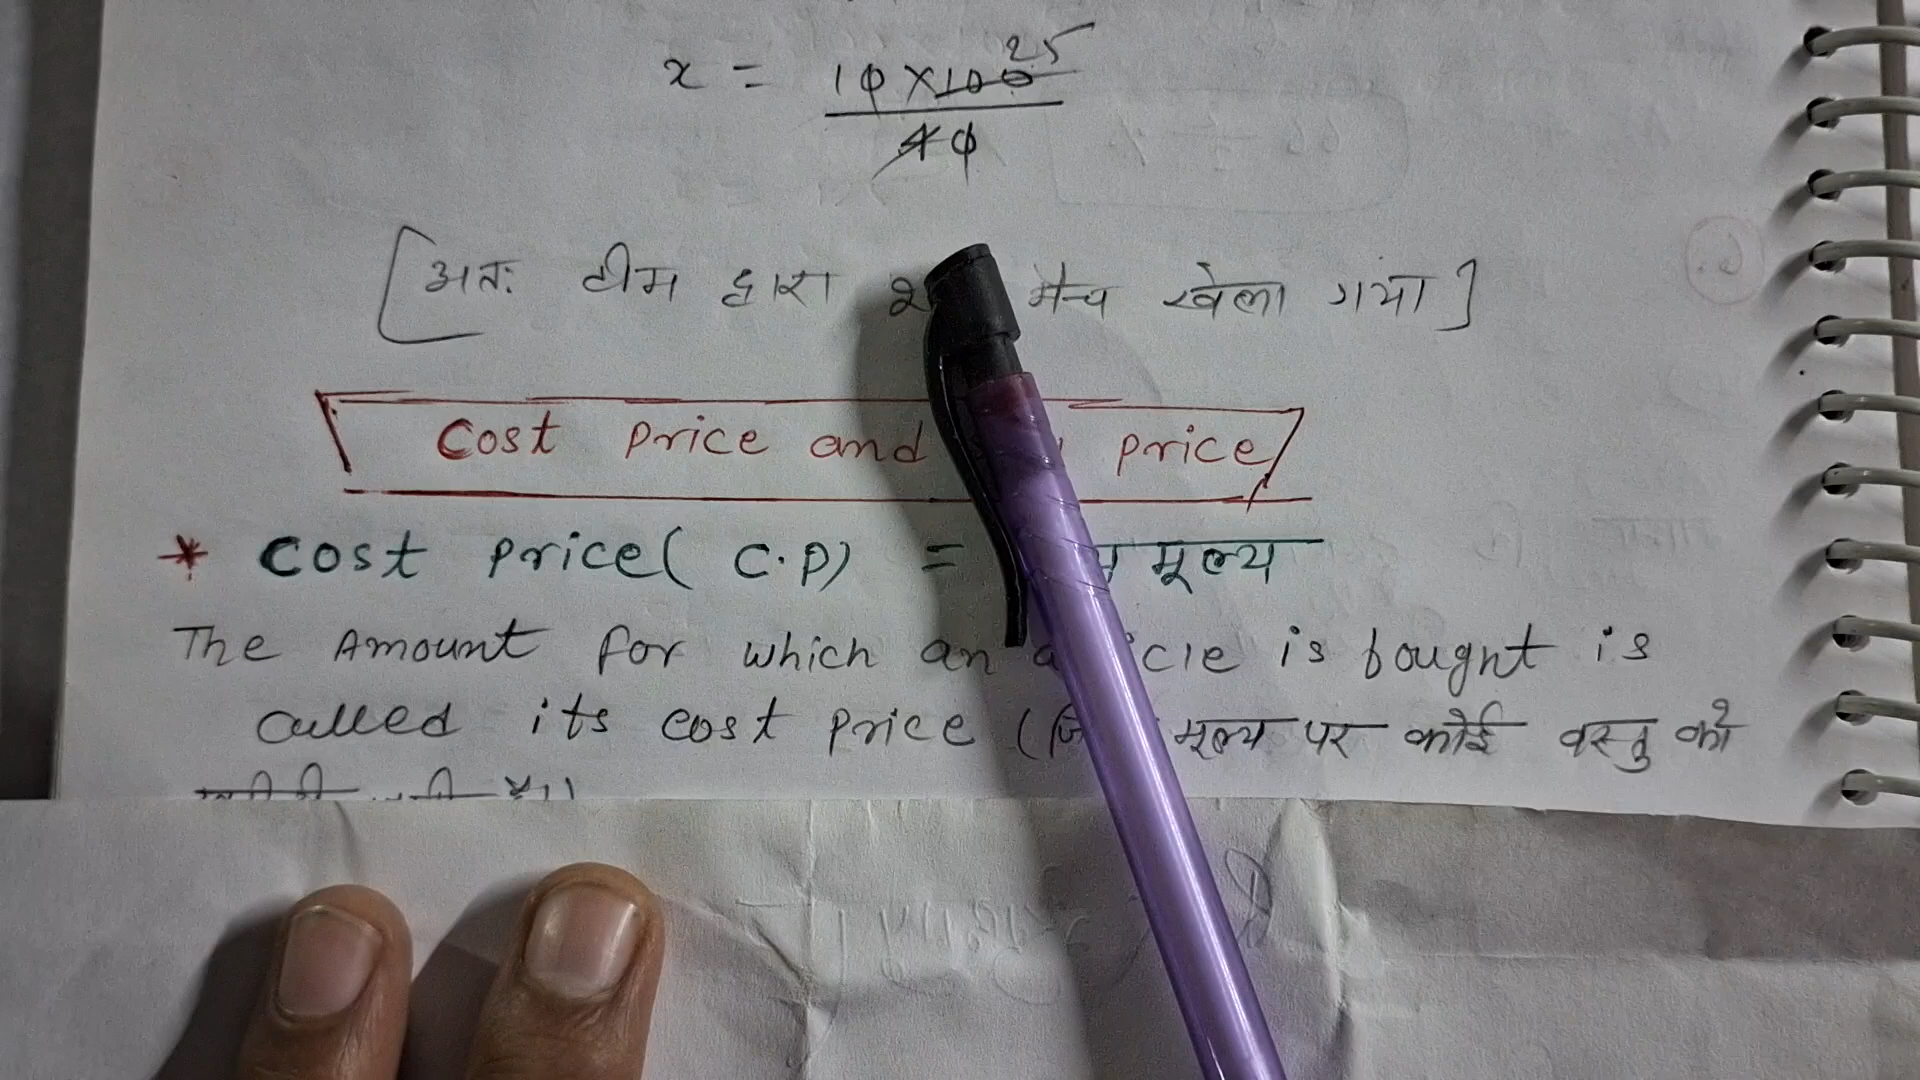 x = 10 x 100 25
40
[अतः टीम द्वारा मैच खेला गया]
Cost price and price
* Cost price( C.P) = मूल्य
The Amount for which an is bought is
called its cost price ( मूल्य पर कोई वस्तु को